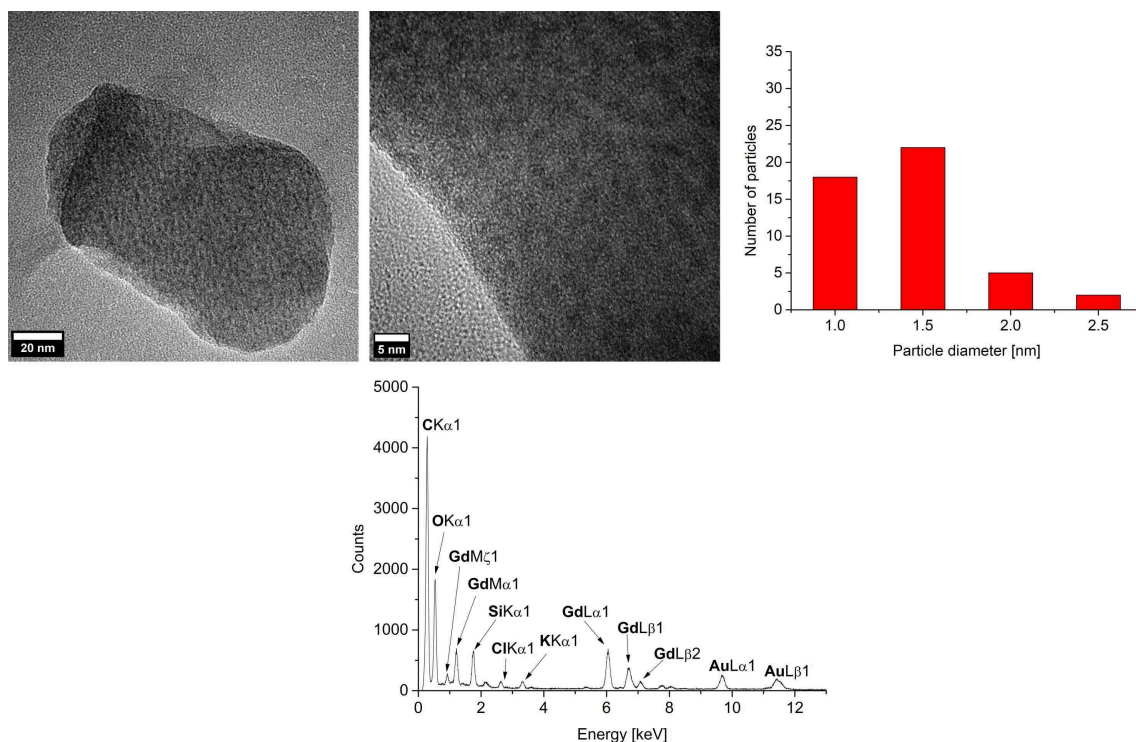 20 nm
5 nm
35
30
25
20
15
10
5
0
Number of particles
1.0 1.5 2.0 2.5
Particle diameter [nm]
5000
4000
3000
2000
1000
0
Counts
CKα1
OKα1
GdMζ1
GdMα1
SiKα1
ClKα1
KKα1
GdLα1
GdLβ1
GdLβ2
AuLα1
AuLβ1
0 2 4 6 8 10 12
Energy [keV]